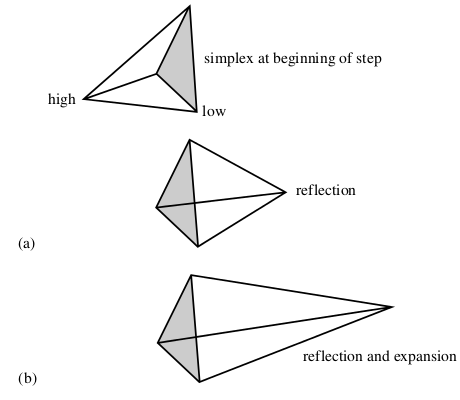 simplex at beginning of step
high
low
reflection
(a)
reflection and expansion
(b)